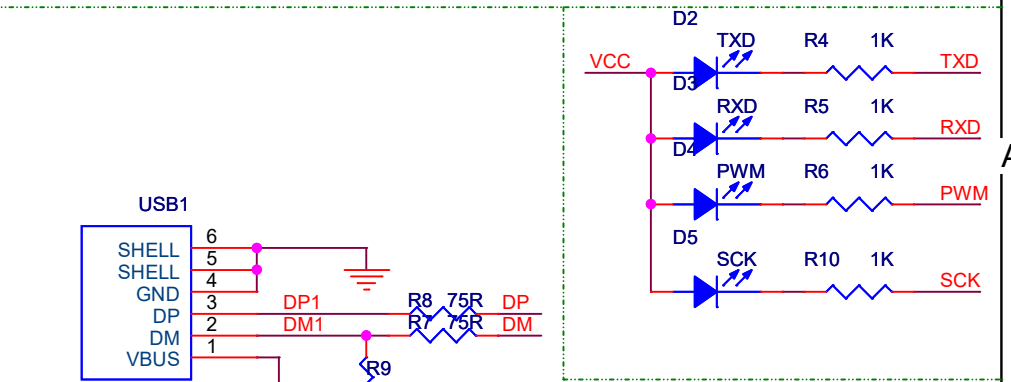 D2
TXD R4 1K
VCC TXD
D3
RXD R5 1K
RXD
D4
PWM R6 1K
PWM
D5
SCK R10 1K
SCK
USB1
SHELL 6
SHELL 5
GND 4
DP 3 DP1 R8 75R DP
DM 2 DM1 R7 75R DM
VBUS 1
R9